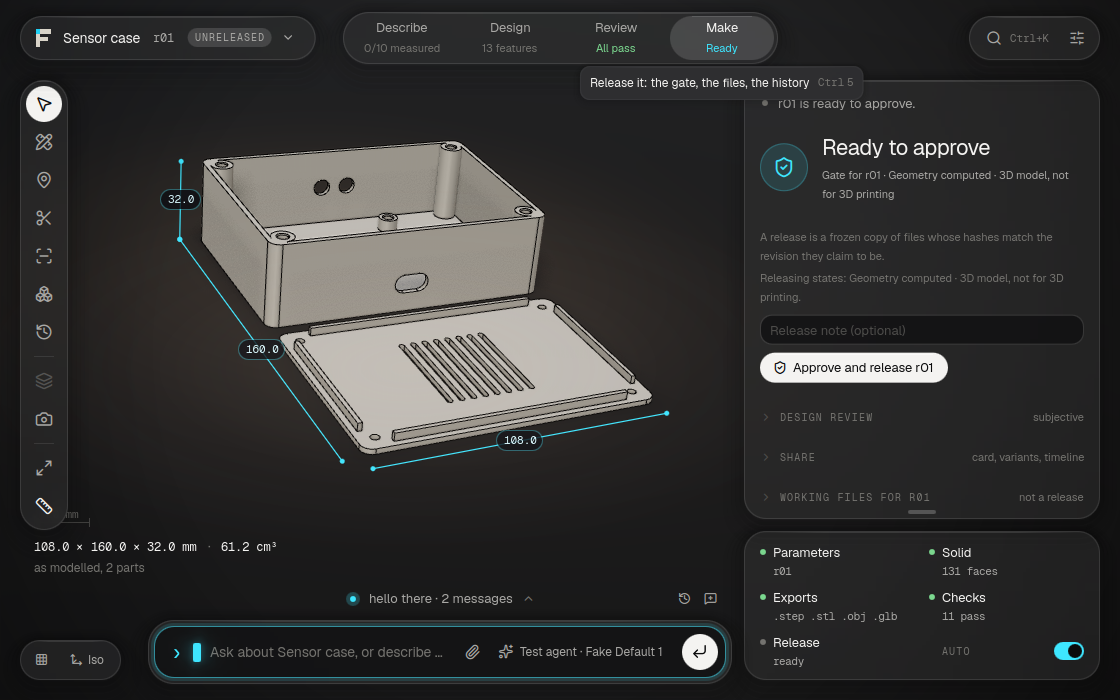 Sensor case r01 UNRELEASED
Describe
0/10 measured
Design
13 features
Review
All pass
Make
Ready
Ctrl+K
Release it: the gate, the files, the history Ctrl 5
r01 is ready to approve.
Ready to approve
Gate for r01 · Geometry computed · 3D model, not
for 3D printing
A release is a frozen copy of files whose hashes match the
revision they claim to be.
Releasing states: Geometry computed · 3D model, not for 3D
printing.
Release note (optional)
Approve and release r01
DESIGN REVIEW subjective
SHARE card, variants, timeline
WORKING FILES FOR R01 not a release
32.0
160.0
108.0
mm
108.0 × 160.0 × 32.0 mm · 61.2 cm³
as modelled, 2 parts
hello there · 2 messages
Iso
Ask about Sensor case, or describe …
Test agent · Fake Default 1
Parameters
r01
Solid
131 faces
Exports
.step .stl .obj .glb
Checks
11 pass
Release
ready
AUTO